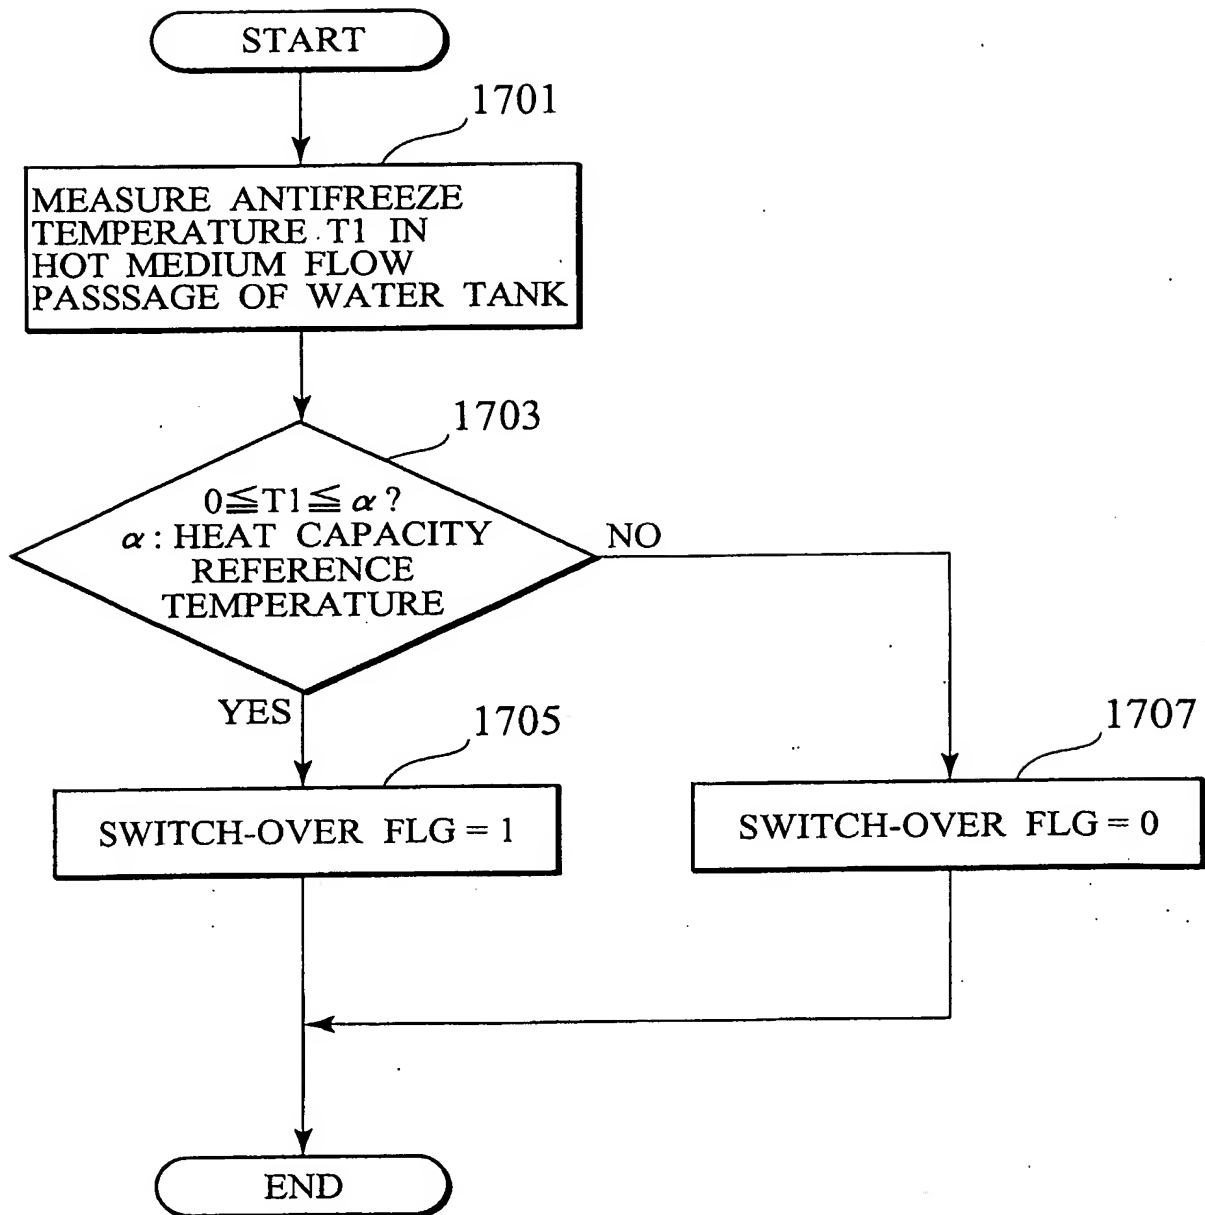 START
1701
MEASURE ANTIFREEZE
TEMPERATURE T1 IN
HOT MEDIUM FLOW
PASSSAGE OF WATER TANK
1703
0≦T1≦α?
α: HEAT CAPACITY
REFERENCE
TEMPERATURE
NO
YES
1705
1707
SWITCH-OVER FLG = 1
SWITCH-OVER FLG = 0
END